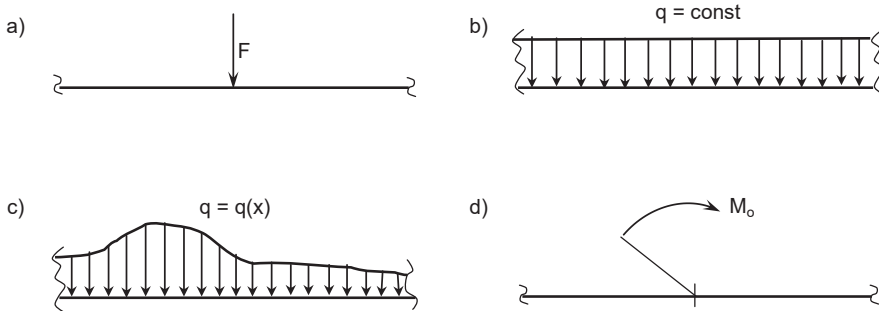 a)
F
b)
q = const
c)
q = q(x)
d)
Mo